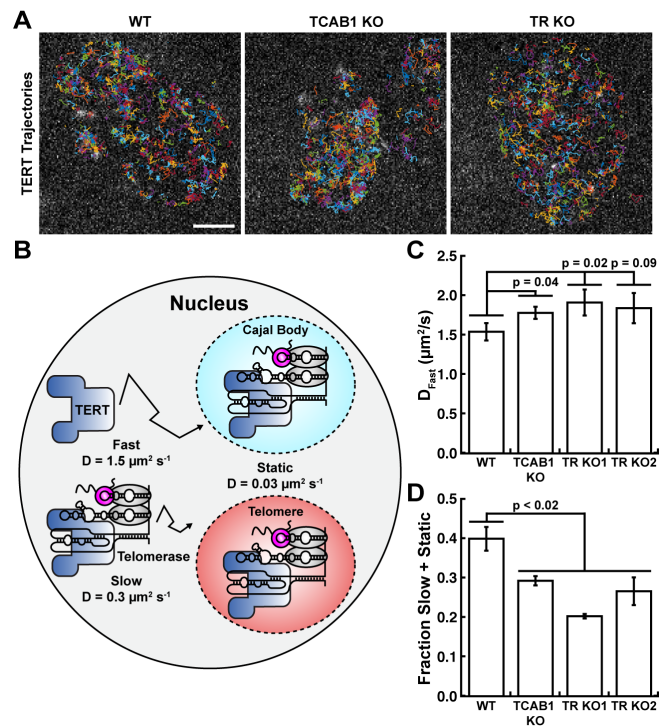 A
WT
TCAB1 KO
TR KO
TERT Trajectories
B
Nucleus
Cajal Body
TERT
Fast
D = 1.5 µm² s⁻¹
Static
D = 0.03 µm² s⁻¹
Telomerase
Telomere
Slow
D = 0.3 µm² s⁻¹
C
p = 0.02
p = 0.09
p = 0.04
D_Fast (µm²/s)
2.5
2.0
1.5
1.0
0.5
0.0
WT
TCAB1 KO
TR KO1
TR KO2
D
p < 0.02
Fraction Slow + Static
0.5
0.4
0.3
0.2
0.1
0.0
WT
TCAB1 KO
TR KO1
TR KO2